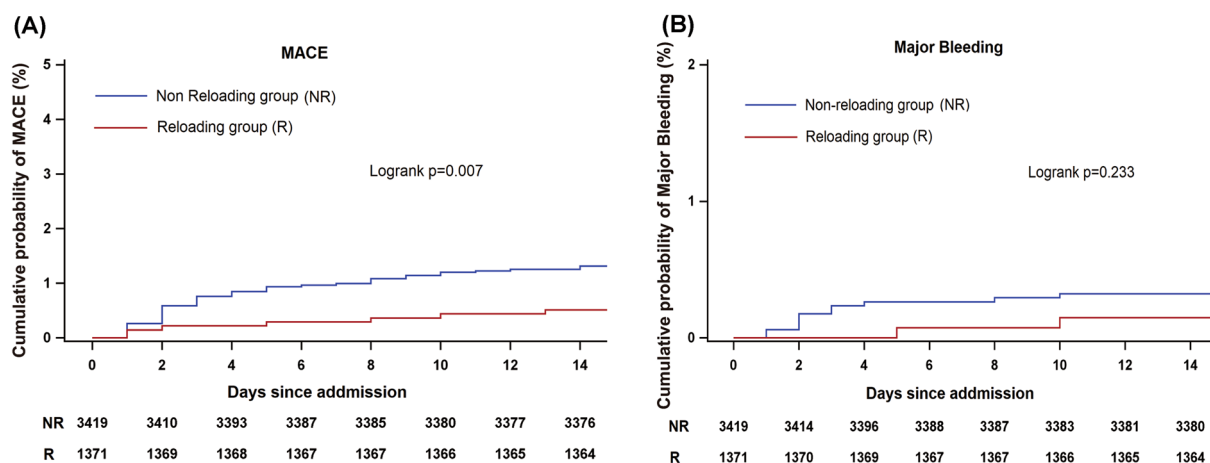 (A)
MACE
Cumulative probability of MACE (%)
5
4
3
2
1
0
Non Reloading group (NR)
Reloading group (R)
Logrank p=0.007
0 2 4 6 8 10 12 14
Days since addmission
NR 3419 3410 3393 3387 3385 3380 3377 3376
R 1371 1369 1368 1367 1367 1366 1365 1364
(B)
Major Bleeding
Cumulative probability of Major Bleeding (%)
2
1
0
Non-reloading group (NR)
Reloading group (R)
Logrank p=0.233
0 2 4 6 8 10 12 14
Days since addmission
NR 3419 3414 3396 3388 3387 3383 3381 3380
R 1371 1370 1369 1367 1367 1366 1365 1364